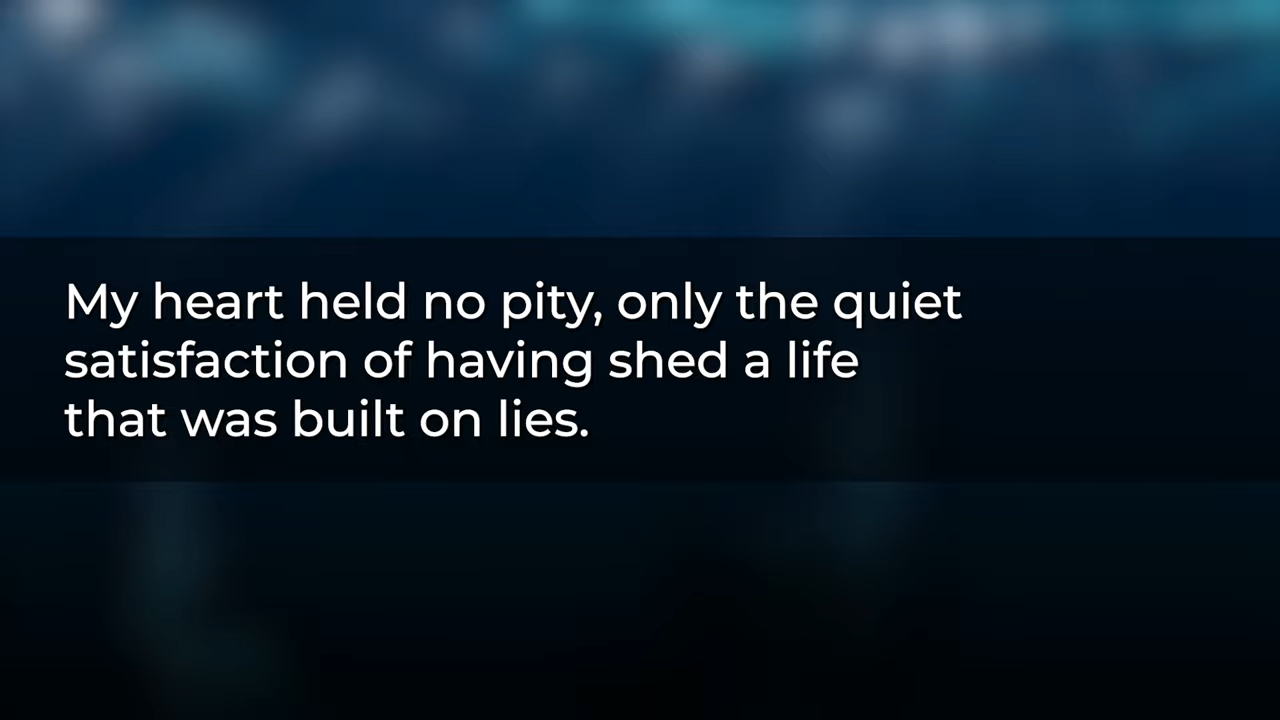 My heart held no pity, only the quiet
satisfaction of having shed a life
that was built on lies.